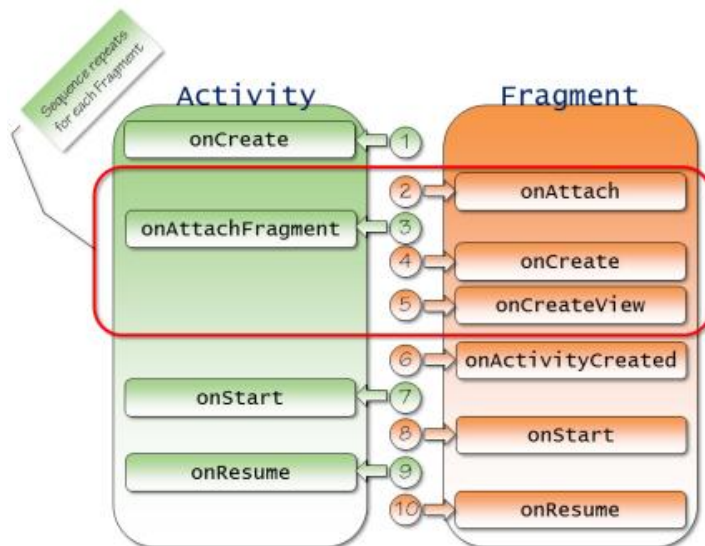 Sequence repeats
for each Fragment
Activity
Fragment
onCreate
1
2
onAttach
onAttachFragment
3
4
onCreate
5
onCreateView
6
onActivityCreated
onStart
7
8
onStart
onResume
9
10
onResume